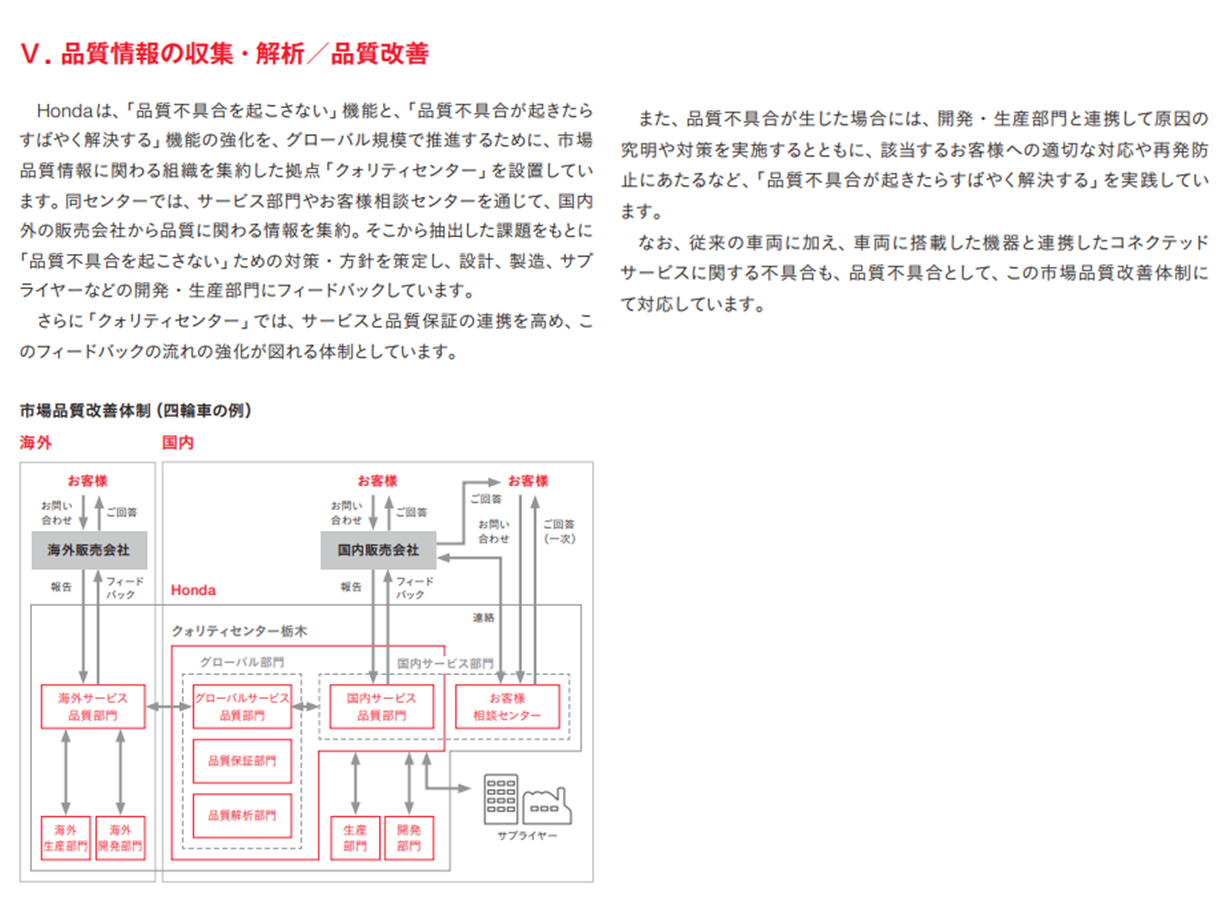 Ⅴ. 品質情報の収集・解析／品質改善
Hondaは、「品質不具合を起こさない」機能と、「品質不具合が起きたら
すばやく解決する」機能の強化を、グローバル規模で推進するために、市場
品質情報に関わる組織を集約した拠点「クォリティセンター」を設置してい
ます。同センターでは、サービス部門やお客様相談センターを通じて、国内
外の販売会社から品質に関わる情報を集約。そこから抽出した課題をもとに
「品質不具合を起こさない」ための対策・方針を策定し、設計、製造、サプ
ライヤーなどの開発・生産部門にフィードバックしています。
さらに「クォリティセンター」では、サービスと品質保証の連携を高め、こ
のフィードバックの流れの強化が図れる体制としています。
また、品質不具合が生じた場合には、開発・生産部門と連携して原因の
究明や対策を実施するとともに、該当するお客様への適切な対応や再発防
止にあたるなど、「品質不具合が起きたらすばやく解決する」を実践してい
ます。
なお、従来の車両に加え、車両に搭載した機器と連携したコネクテッド
サービスに関する不具合も、品質不具合として、この市場品質改善体制に
て対応しています。
市場品質改善体制（四輪車の例）
海外
国内
お客様
お問い
合わせ
ご回答
海外販売会社
報告
フィード
バック
お客様
お問い
合わせ
ご回答
国内販売会社
報告
フィード
バック
お客様
ご回答
お問い
合わせ
ご回答
（一次）
連絡
Honda
クォリティセンター栃木
グローバル部門
国内サービス部門
海外サービス
品質部門
グローバルサービス
品質部門
国内サービス
品質部門
お客様
相談センター
品質保証部門
品質解析部門
海外
生産部門
海外
開発部門
生産
部門
開発
部門
サプライヤー